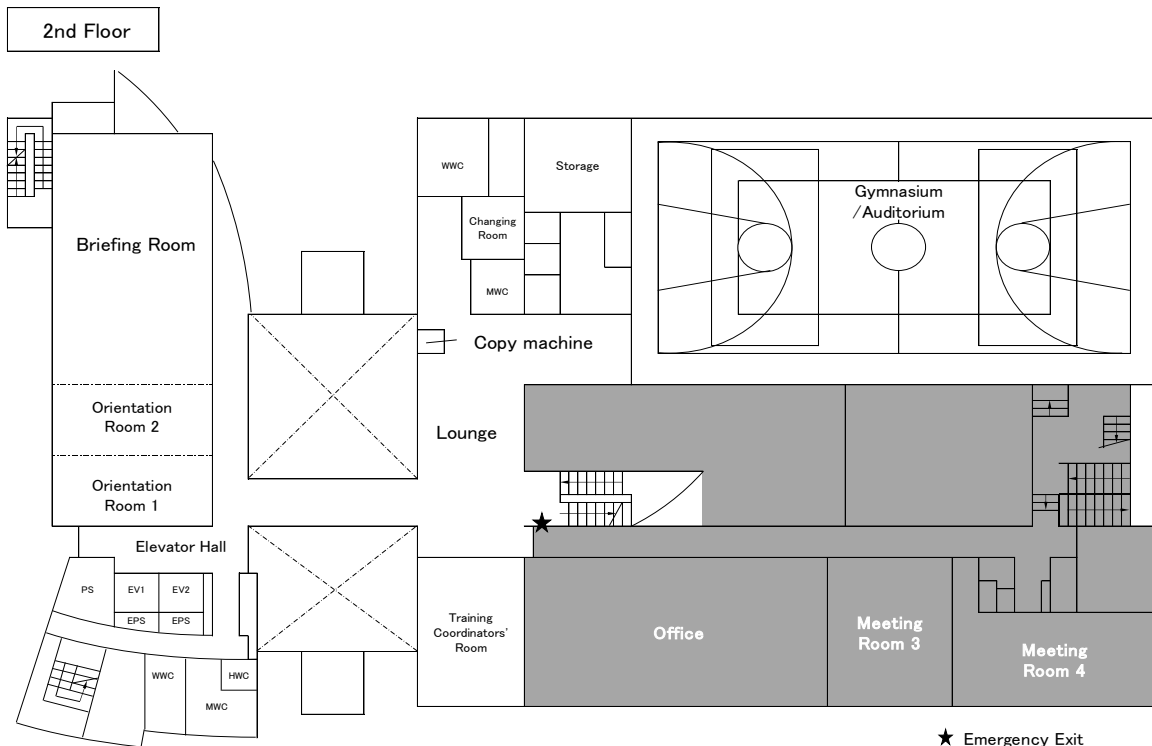 2nd Floor
WWC
Storage
Gymnasium
/Auditorium
Changing
Room
Briefing Room
MWC
Copy machine
Orientation
Room 2
Lounge
Orientation
Room 1
★
Elevator Hall
PS
EV1
EV2
EPS
EPS
Training
Coordinators'
Room
Office
Meeting
Room 3
Meeting
Room 4
WWC
HWC
MWC
★ Emergency Exit